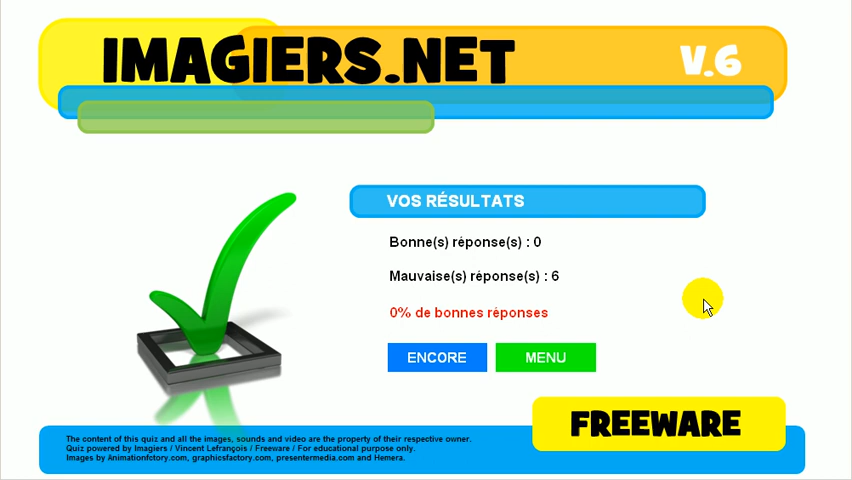 IMAGIERS.NET
V.6
VOS RÉSULTATS
Bonne(s) réponse(s) : 0
Mauvaise(s) réponse(s) : 6
0% de bonnes réponses
ENCORE
MENU
FREEWARE
The content of this quiz and all the images, sounds and video are the property of their respective owner.
Quiz powered by Imagiers / Vincent Lefrançois / Freeware / For educational purpose only.
Images by Animationfctory.com, graphicsfactory.com, presentermedia.com and Hemera.